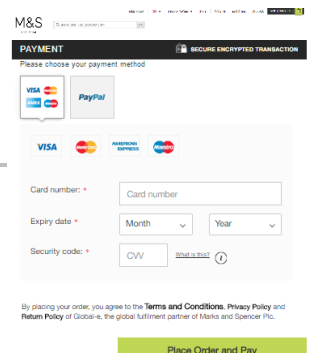 M&S
PAYMENT
SECURE ENCRYPTED TRANSACTION
Please choose your payment method
VISA
PayPal
VISA
AMERICAN EXPRESS
Maestro
Card number: *
Card number
Expiry date *
Month
Year
Security code: *
CVV
What is this?
i
By placing your order, you agree to the Terms and Conditions, Privacy Policy and
Return Policy of Global-e, the global fulfilment partner of Marks and Spencer Plc.
Place Order and Pay